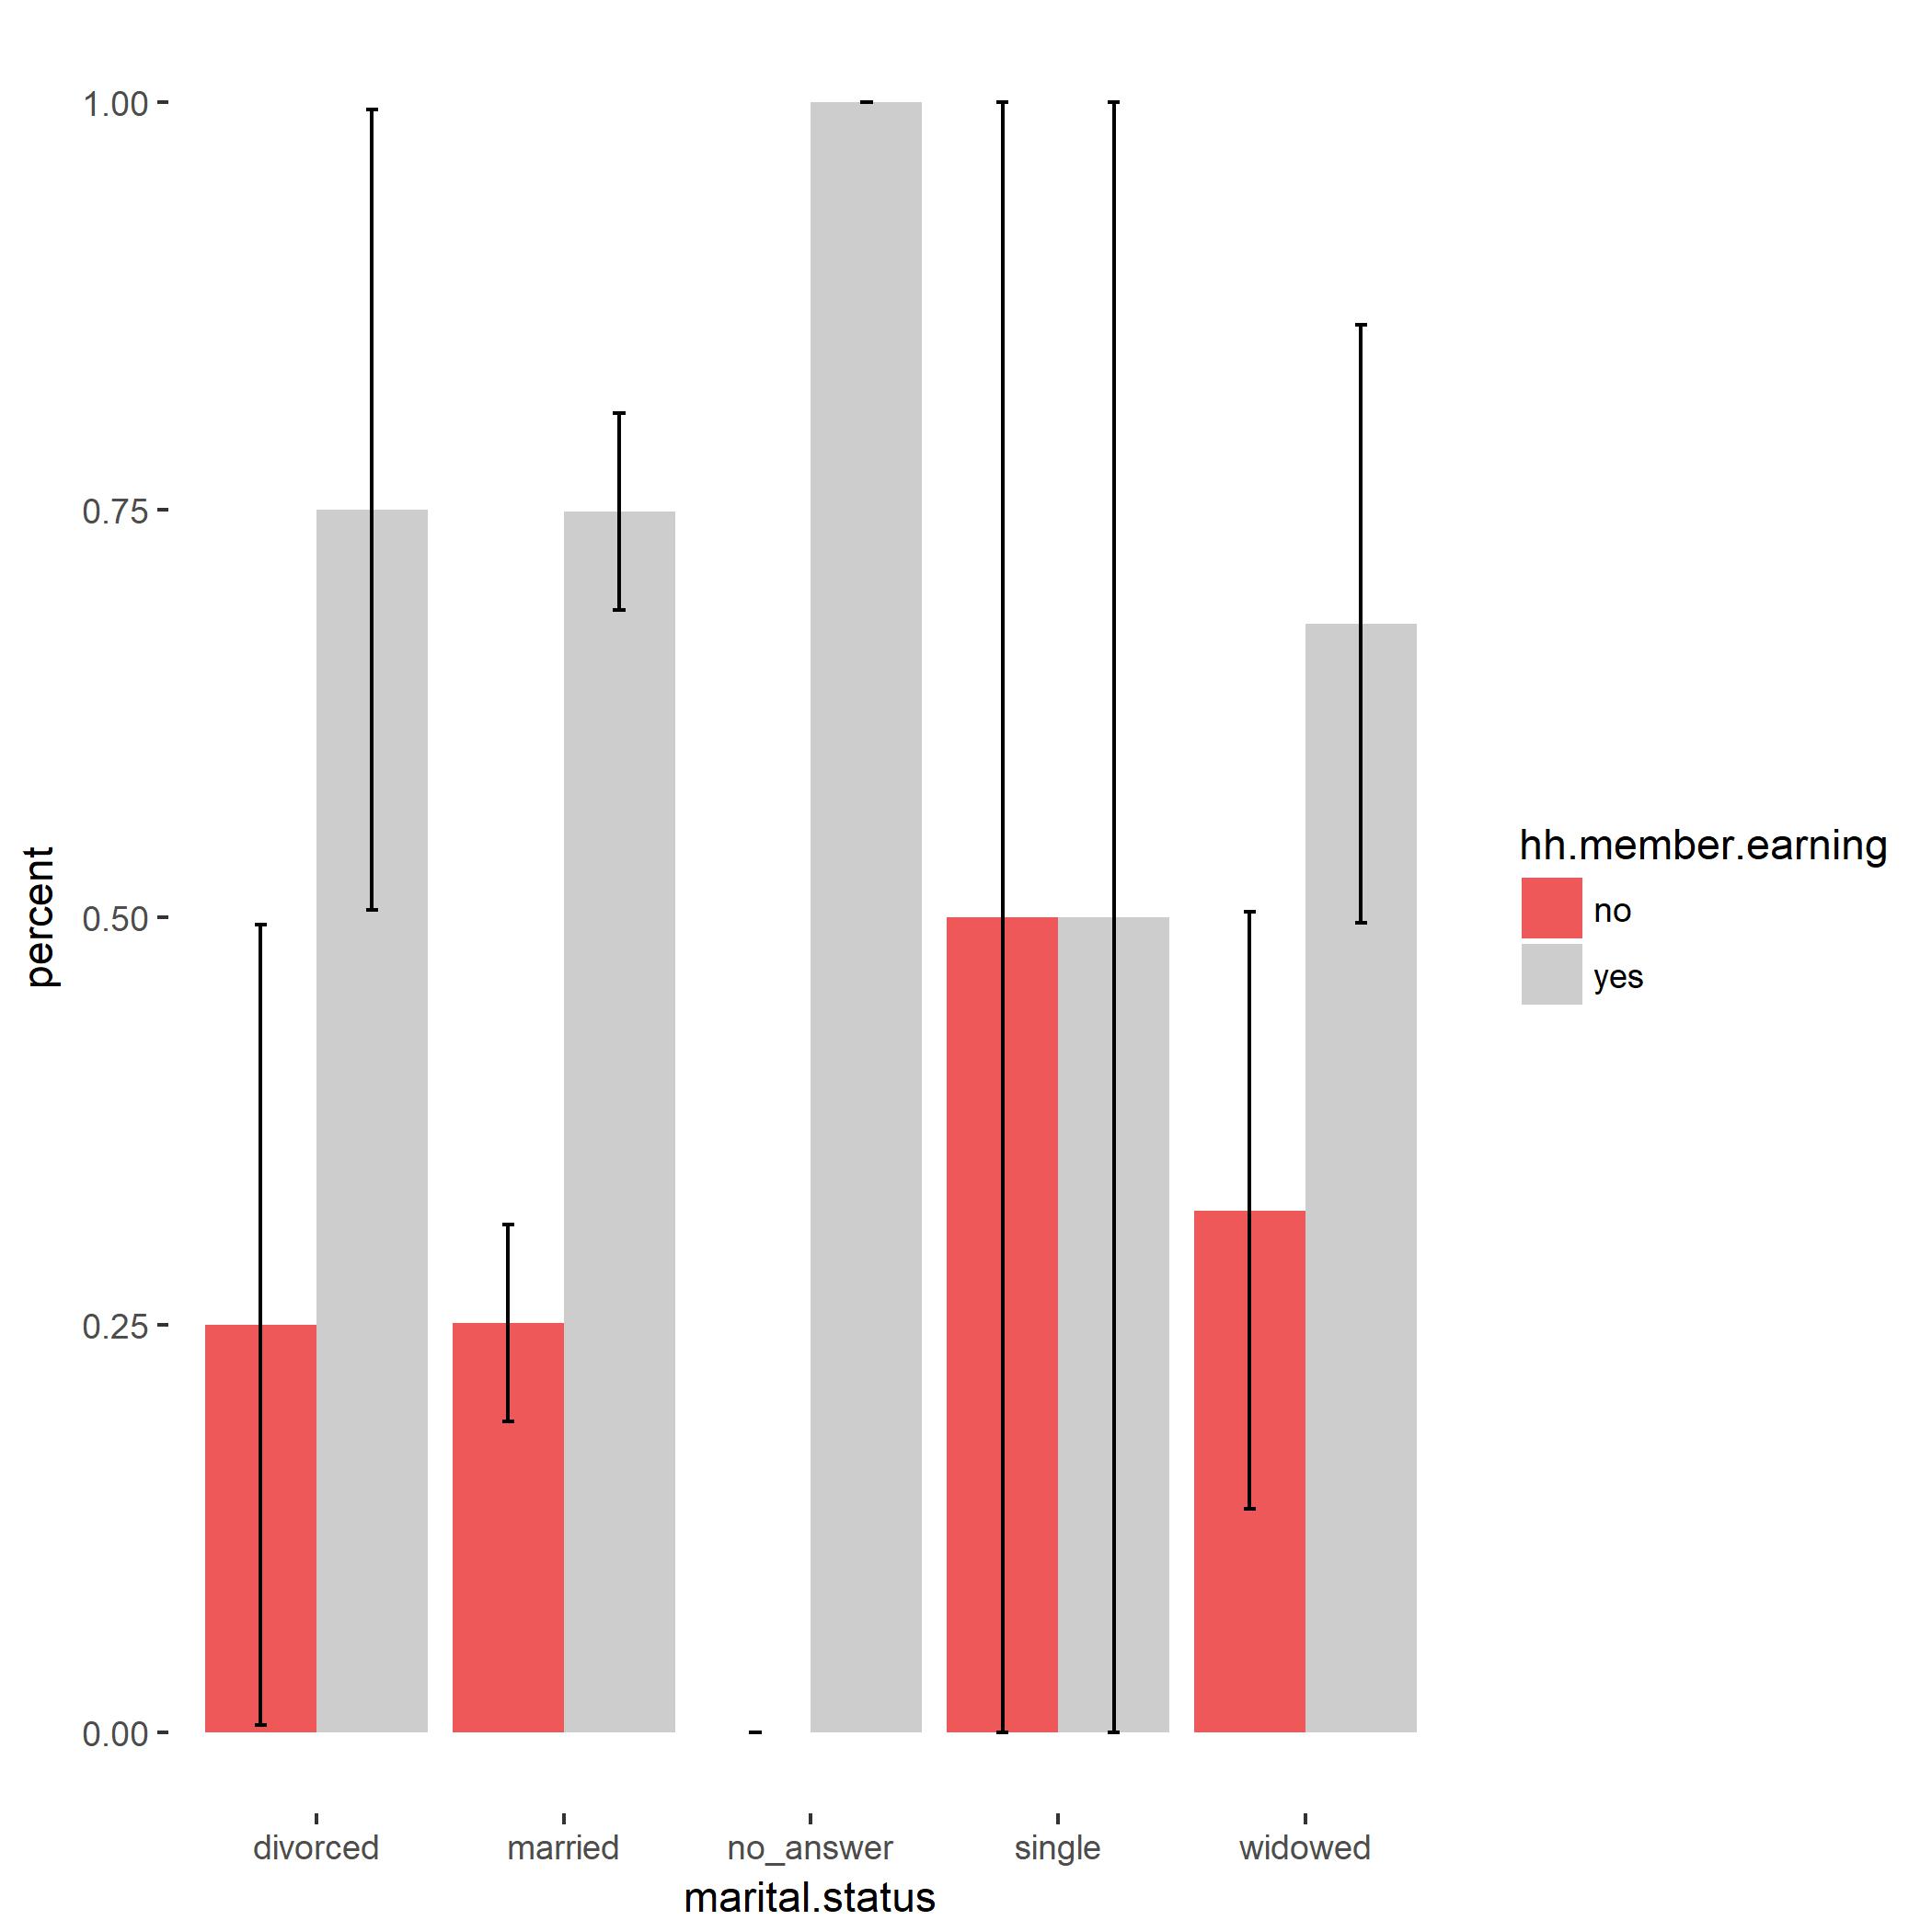 1.00
0.75
0.50
0.25
0.00
percent
divorced
married
no_answer
single
widowed
marital.status
hh.member.earning
no
yes